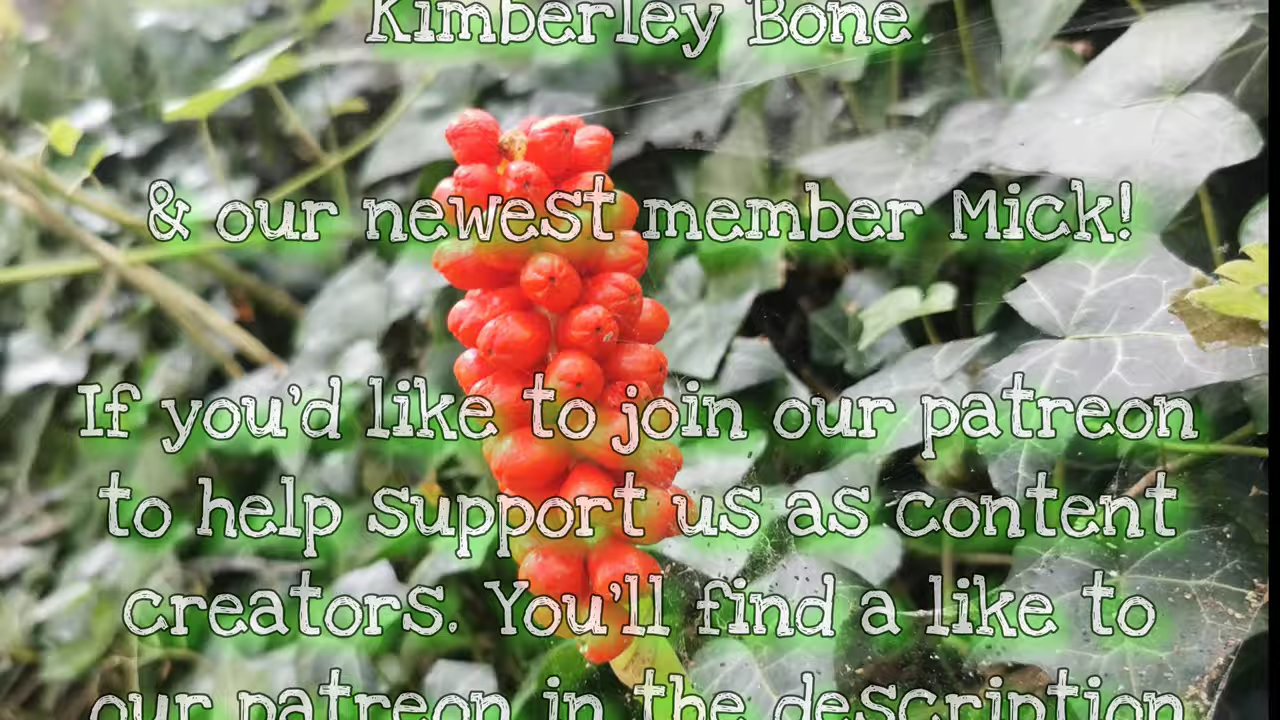 Kimberley Bone
& our newest member Mick!
If you'd like to join our patreon
to help support us as content
creators. You'll find a like to
our patreon in the description